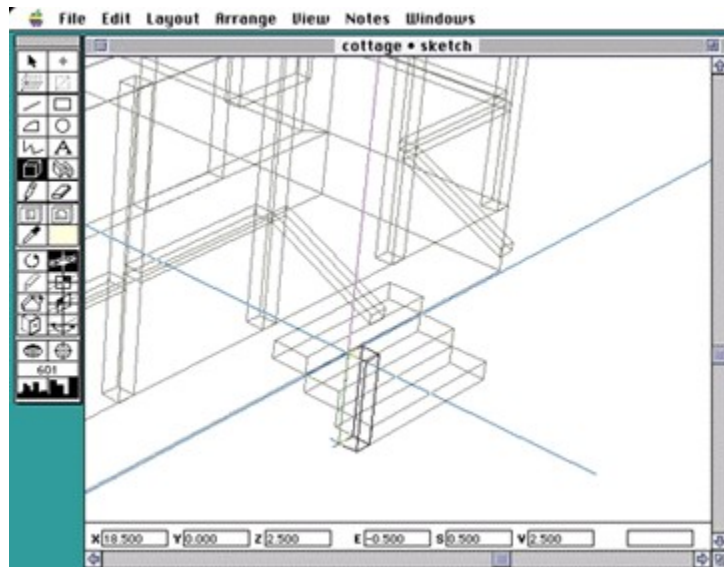 File Edit Layout Arrange View Notes Windows
cottage • sketch
A
601
X 18.500 Y 0.000 Z 2.500 E -0.500 S 0.500 V 2.500